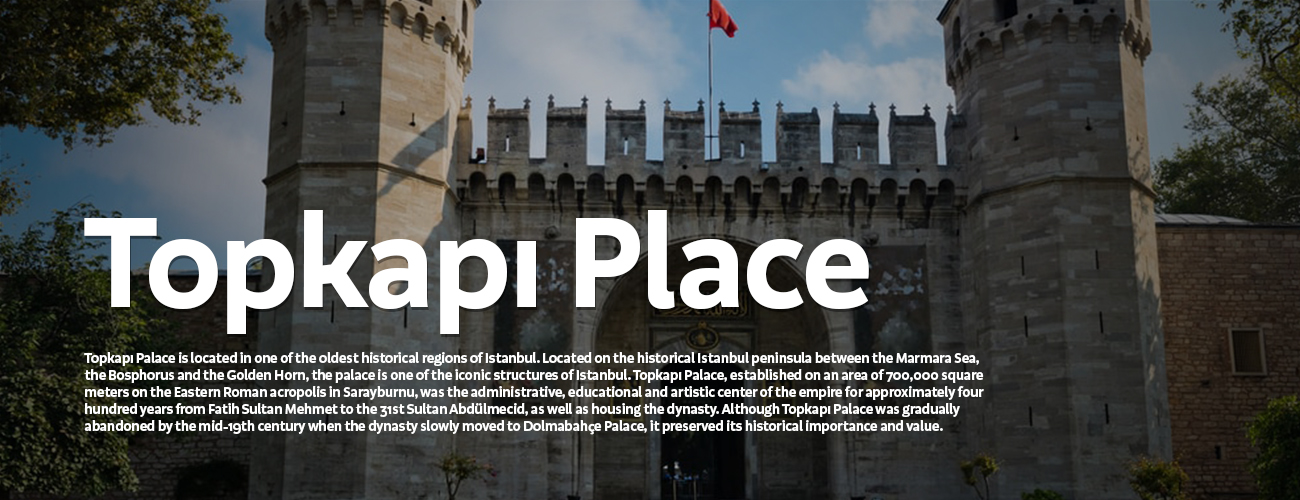 Topkapı Place
Topkapı Palace is located in one of the oldest historical regions of Istanbul. Located on the historical Istanbul peninsula between the Marmara Sea,
the Bosphorus and the Golden Horn, the palace is one of the iconic structures of Istanbul. Topkapı Palace, established on an area of 700,000 square
meters on the Eastern Roman acropolis in Sarayburnu, was the administrative, educational and artistic center of the empire for approximately four
hundred years from Fatih Sultan Mehmet to the 31st Sultan Abdülmecid, as well as housing the dynasty. Although Topkapı Palace was gradually
abandoned by the mid-19th century when the dynasty slowly moved to Dolmabahçe Palace, it preserved its historical importance and value.